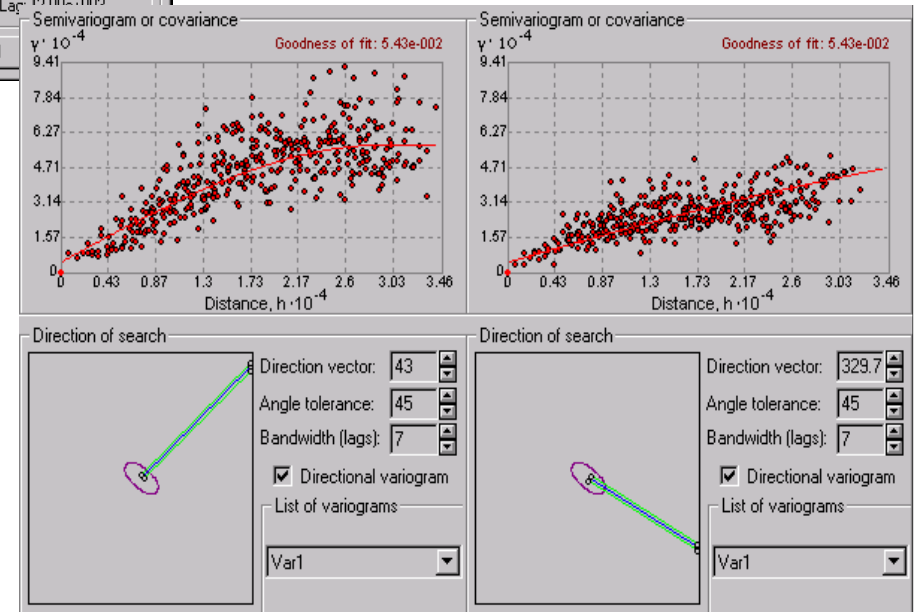 Lag: 12.00e+003
Semivariogram or covariance
γ · 10⁻⁴
Goodness of fit: 5.43e-002
9.41
7.84
6.27
4.71
3.14
1.57
0
0 0.43 0.87 1.3 1.73 2.17 2.6 3.03 3.46
Distance, h · 10⁻⁴
Semivariogram or covariance
γ · 10⁻⁴
Goodness of fit: 5.43e-002
9.41
7.84
6.27
4.71
3.14
1.57
0
0 0.43 0.87 1.3 1.73 2.17 2.6 3.03 3.46
Distance, h · 10⁻⁴
Direction of search
Direction vector: 43
Angle tolerance: 45
Bandwidth (lags): 7
Directional variogram
List of variograms
Var1
Direction of search
Direction vector: 329.7
Angle tolerance: 45
Bandwidth (lags): 7
Directional variogram
List of variograms
Var1